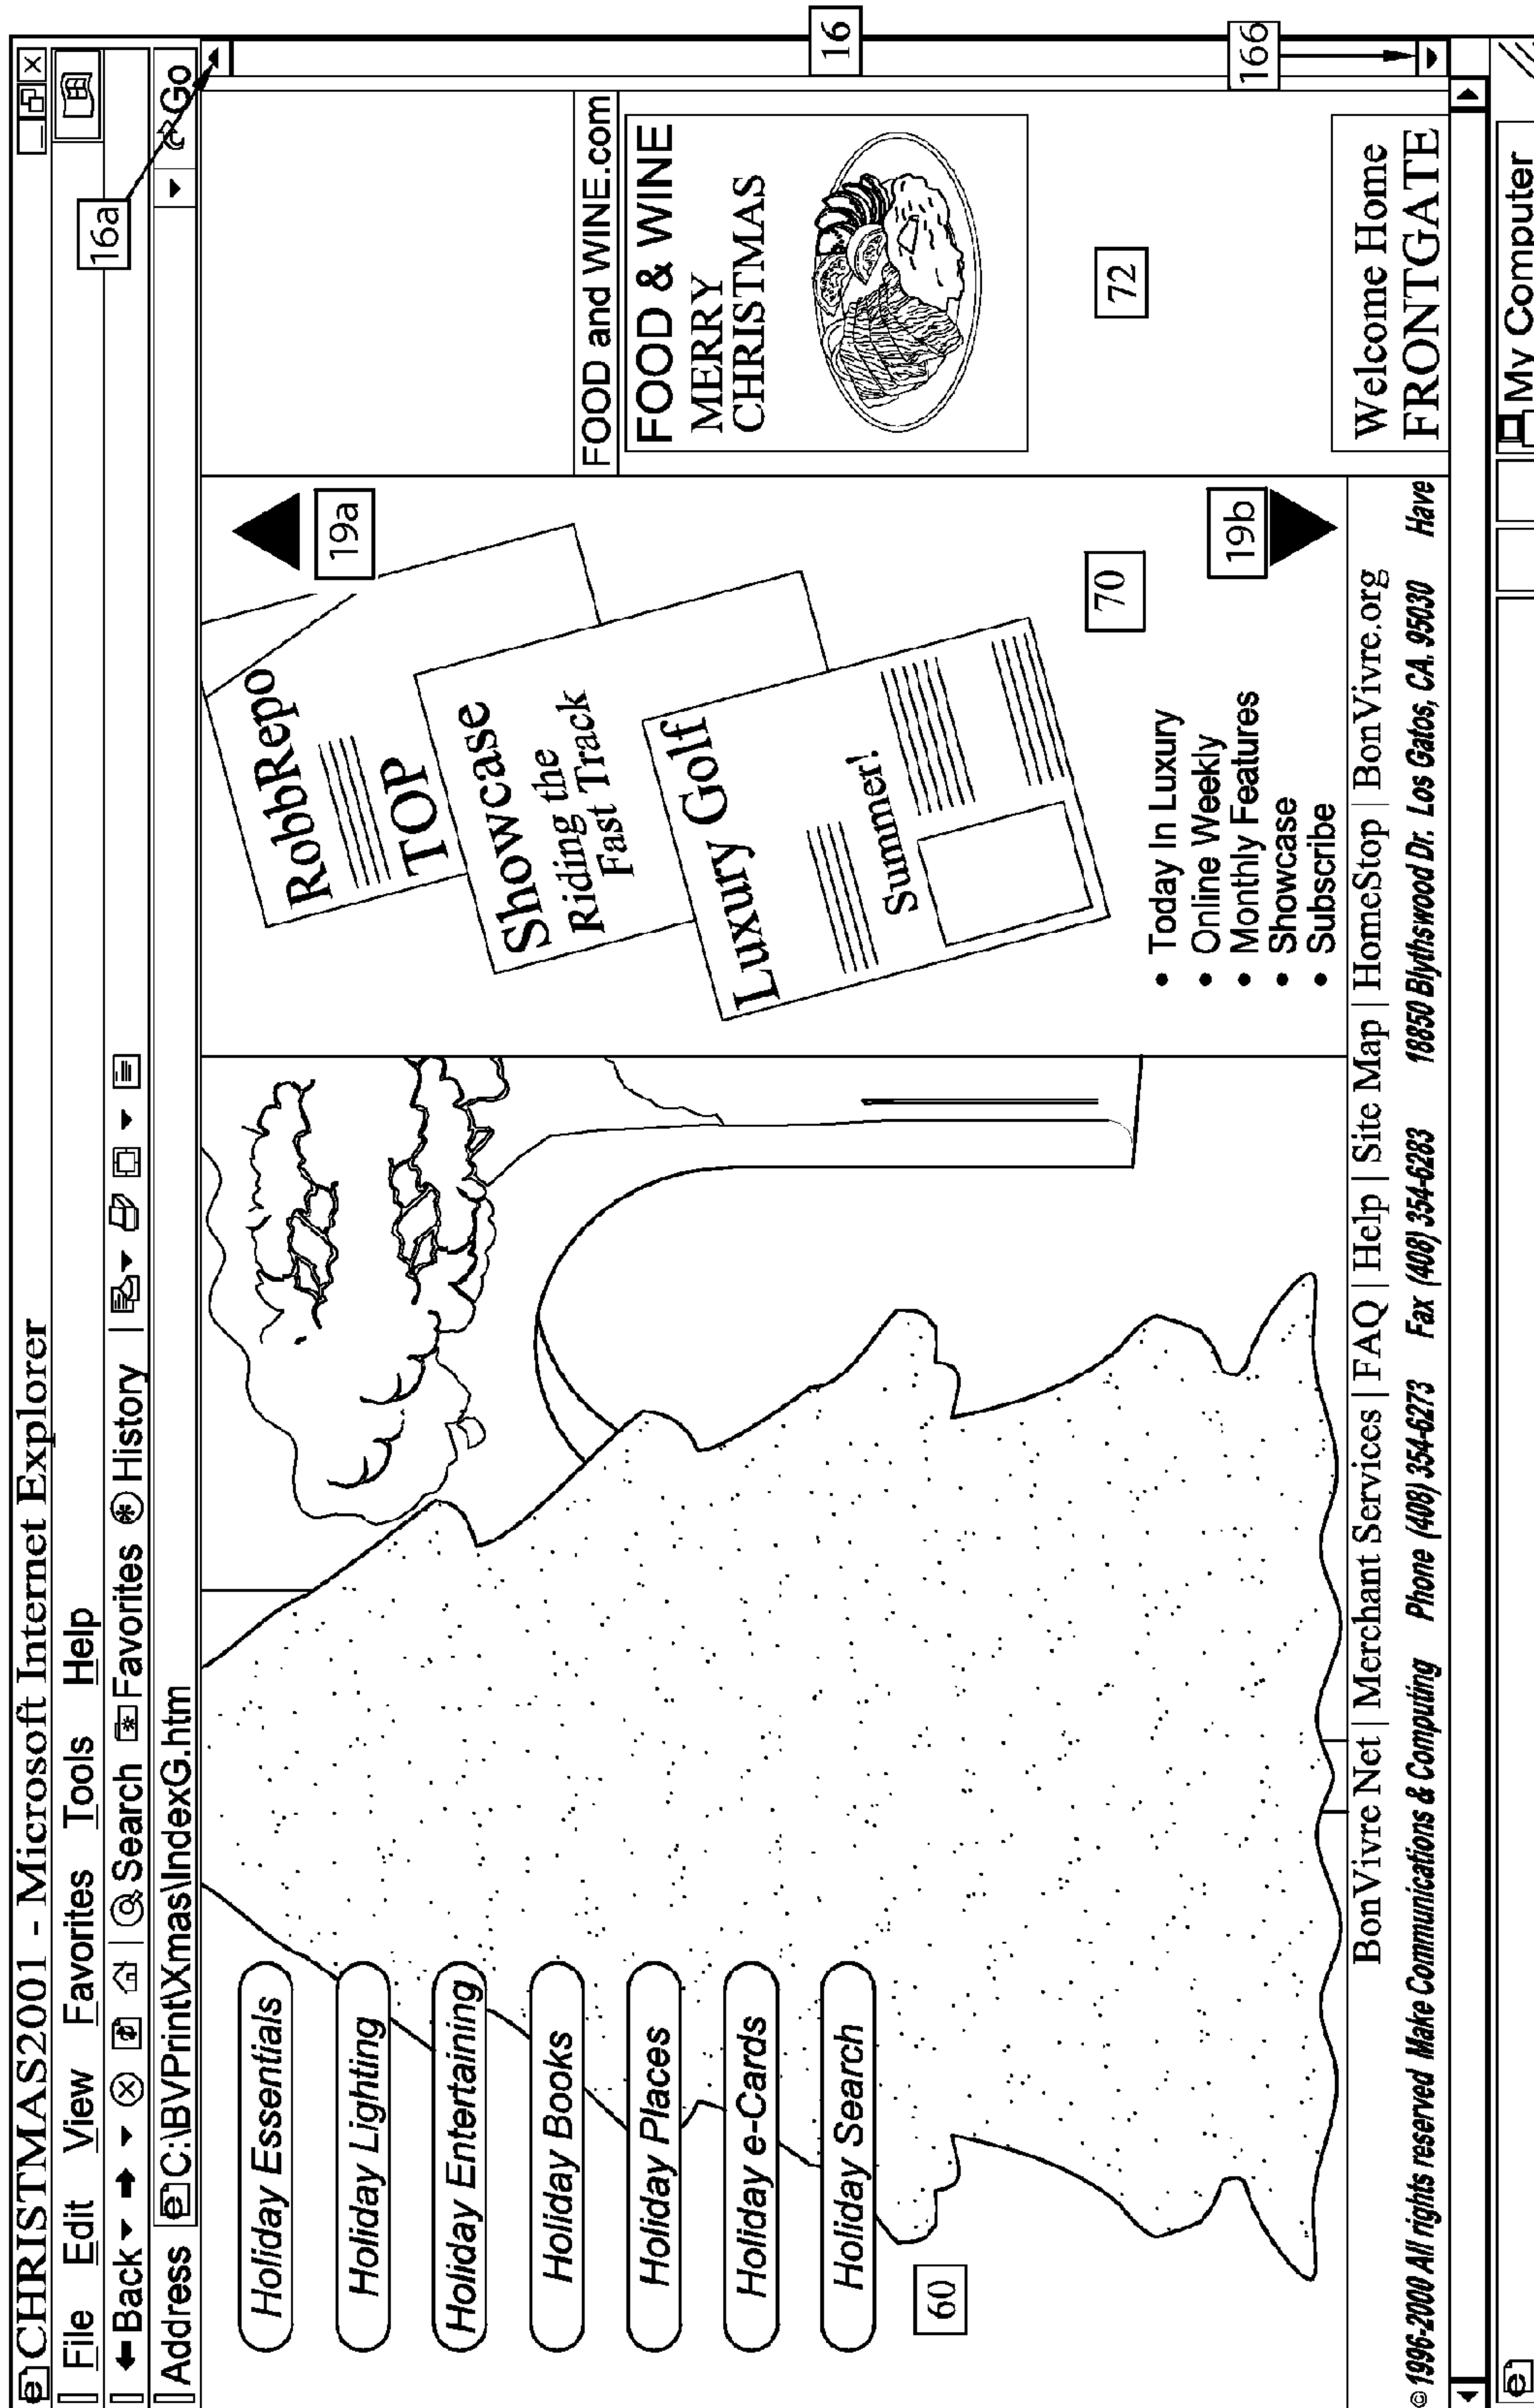 CHRISTMAS2001 - Microsoft Internet Explorer
File Edit View Favorites Tools Help
16a
Back Search Favorites History
Address C:\BVPrint\Xmas\IndexG.htm Go
Holiday Essentials
Holiday Lighting
Holiday Entertaining
Holiday Books
Holiday Places
Holiday e-Cards
Holiday Search
60
RobbRepo
TOP
Showcase
Riding the
Fast Track
Luxury Golf
Summer!
19a
70
• Today In Luxury
• Online Weekly
• Monthly Features
• Showcase
• Subscribe
19b
FOOD and WINE.com
FOOD & WINE
MERRY
CHRISTMAS
72
Welcome Home
FRONTGATE
16
166
BonVivre Net | Merchant Services | FAQ | Help | Site Map | HomeStop | BonVivre.org
© 1996-2000 All rights reserved Make Communications & Computing Phone (408) 354-6273 Fax (408) 354-6283 18850 Blythswood Dr. Los Gatos, CA. 95030 Have
My Computer